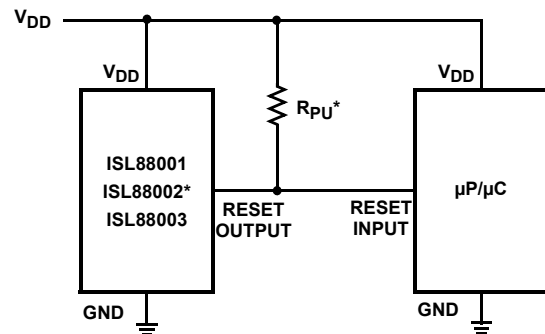 VDD
VDD
RPU*
VDD
ISL88001
ISL88002*
ISL88003
µP/µC
RESET
OUTPUT
RESET
INPUT
GND
GND